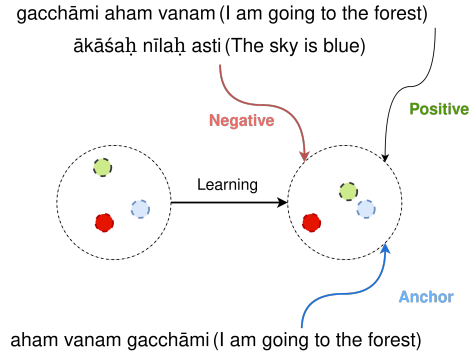 gacchāmi aham vanam (I am going to the forest)
ākāśaḥ nīlaḥ asti (The sky is blue)
Negative
Positive
Learning
Anchor
aham vanam gacchāmi (I am going to the forest)